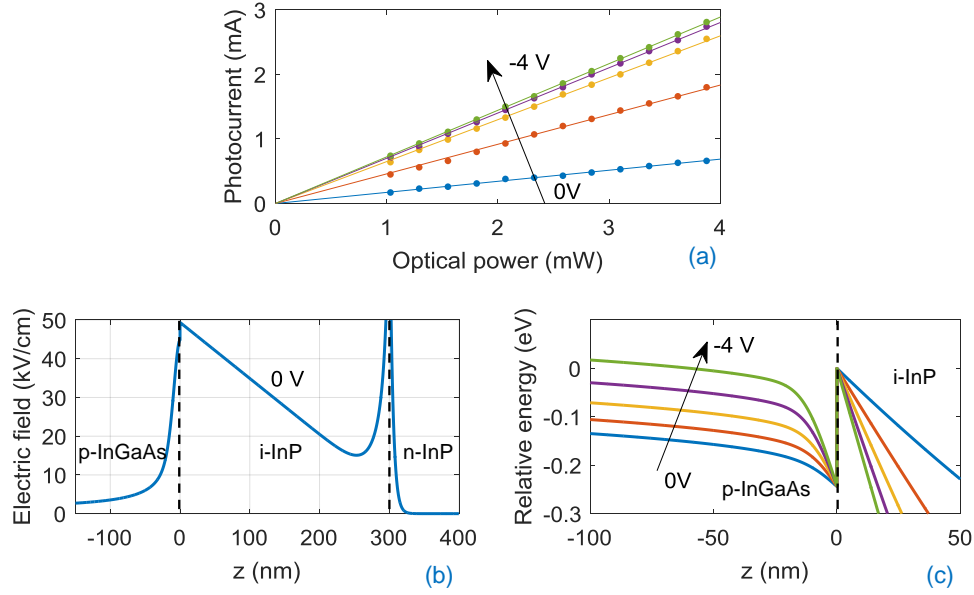 Photocurrent (mA)
3
2
1
0
-4 V
0V
0 1 2 3 4
Optical power (mW)
(a)
Electric field (kV/cm)
50
40
30
20
10
0
0 V
p-InGaAs
i-InP
n-InP
-100 0 100 200 300 400
z (nm)
(b)
Relative energy (eV)
0
-0.1
-0.2
-0.3
-4 V
i-InP
0V
p-InGaAs
-100 -50 0 50
z (nm)
(c)